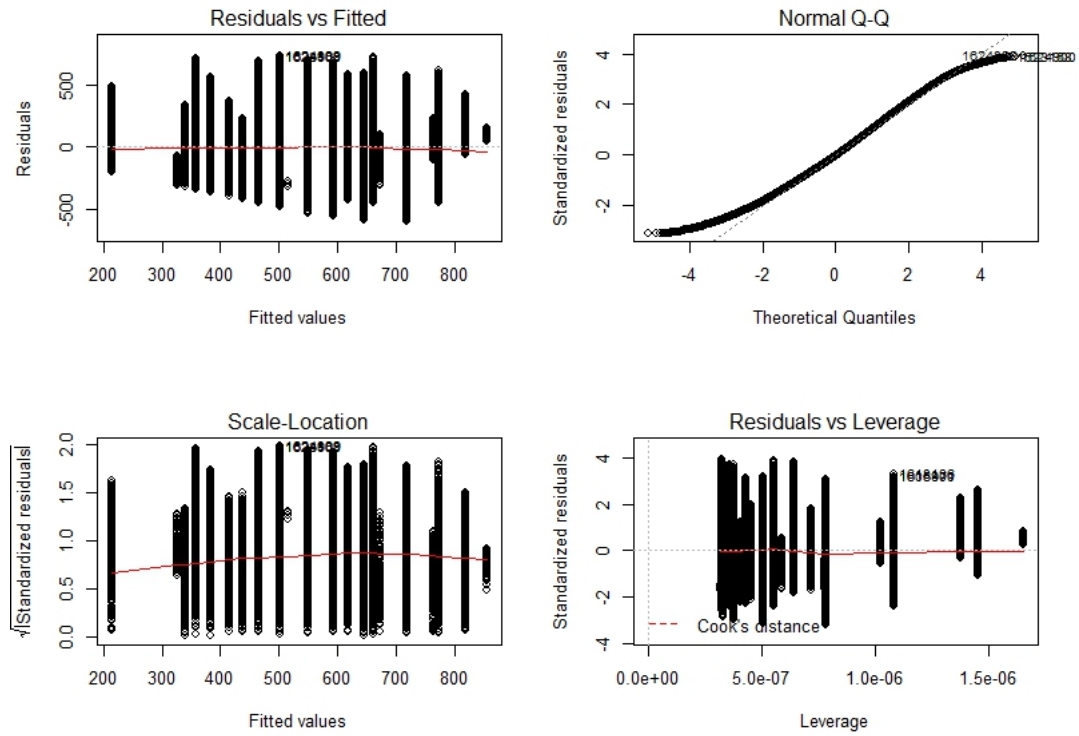 Residuals vs Fitted
Residuals
500
0
-500
200 300 400 500 600 700 800
Fitted values
Normal Q-Q
Standardized residuals
4
2
0
-2
-4 -2 0 2 4
Theoretical Quantiles
Scale-Location
√|Standardized residuals|
2.0
1.5
1.0
0.5
0.0
200 300 400 500 600 700 800
Fitted values
Residuals vs Leverage
Standardized residuals
4
2
0
-2
-4
Cook's distance
0.0e+00 5.0e-07 1.0e-06 1.5e-06
Leverage